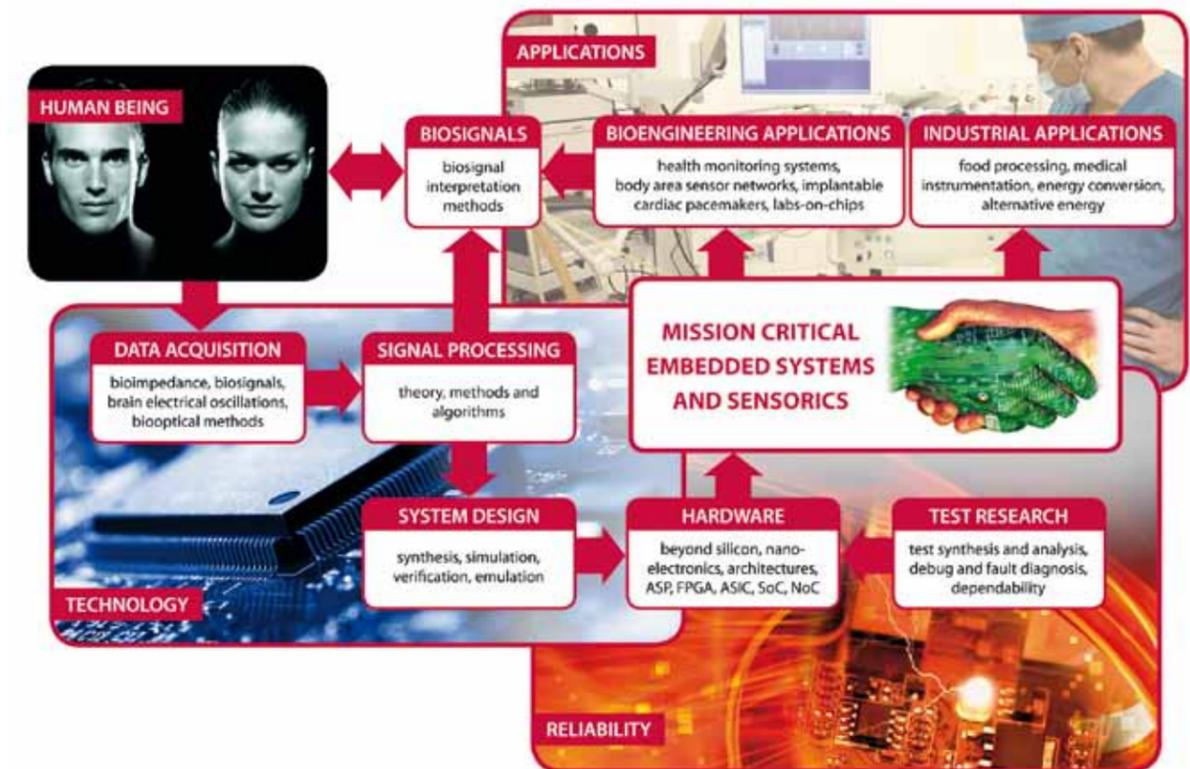 APPLICATIONS
HUMAN BEING
BIOSIGNALS
biosignal
interpretation
methods
BIOENGINEERING APPLICATIONS
health monitoring systems,
body area sensor networks, implantable
cardiac pacemakers, labs-on-chips
INDUSTRIAL APPLICATIONS
food processing, medical
instrumentation, energy conversion,
alternative energy
DATA ACQUISITION
bioimpedance, biosignals,
brain electrical oscillations,
biooptical methods
SIGNAL PROCESSING
theory, methods and
algorithms
MISSION CRITICAL
EMBEDDED SYSTEMS
AND SENSORICS
SYSTEM DESIGN
synthesis, simulation,
verification, emulation
HARDWARE
beyond silicon, nano-
electronics, architectures,
ASP, FPGA, ASIC, SoC, NoC
TEST RESEARCH
test synthesis and analysis,
debug and fault diagnosis,
dependability
TECHNOLOGY
RELIABILITY